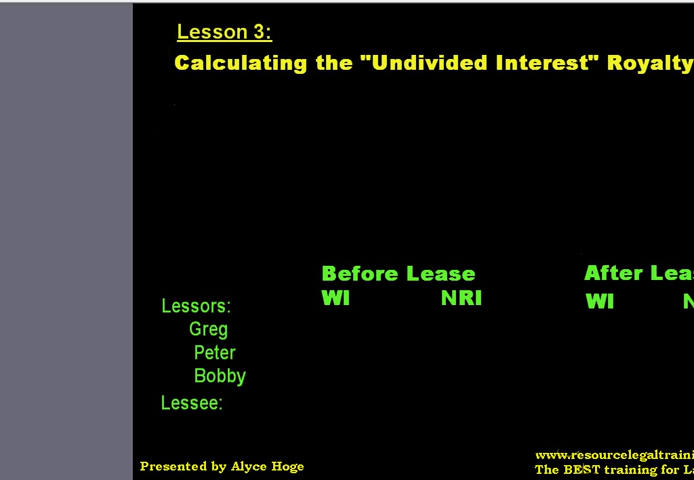 Lesson 3:
Calculating the "Undivided Interest" Royalty
Before Lease After Leas
WI NRI WI N
Lessors:
Greg
Peter
Bobby
Lessee:
www.resourcelegaltraini
Presented by Alyce Hoge
The BEST training for La